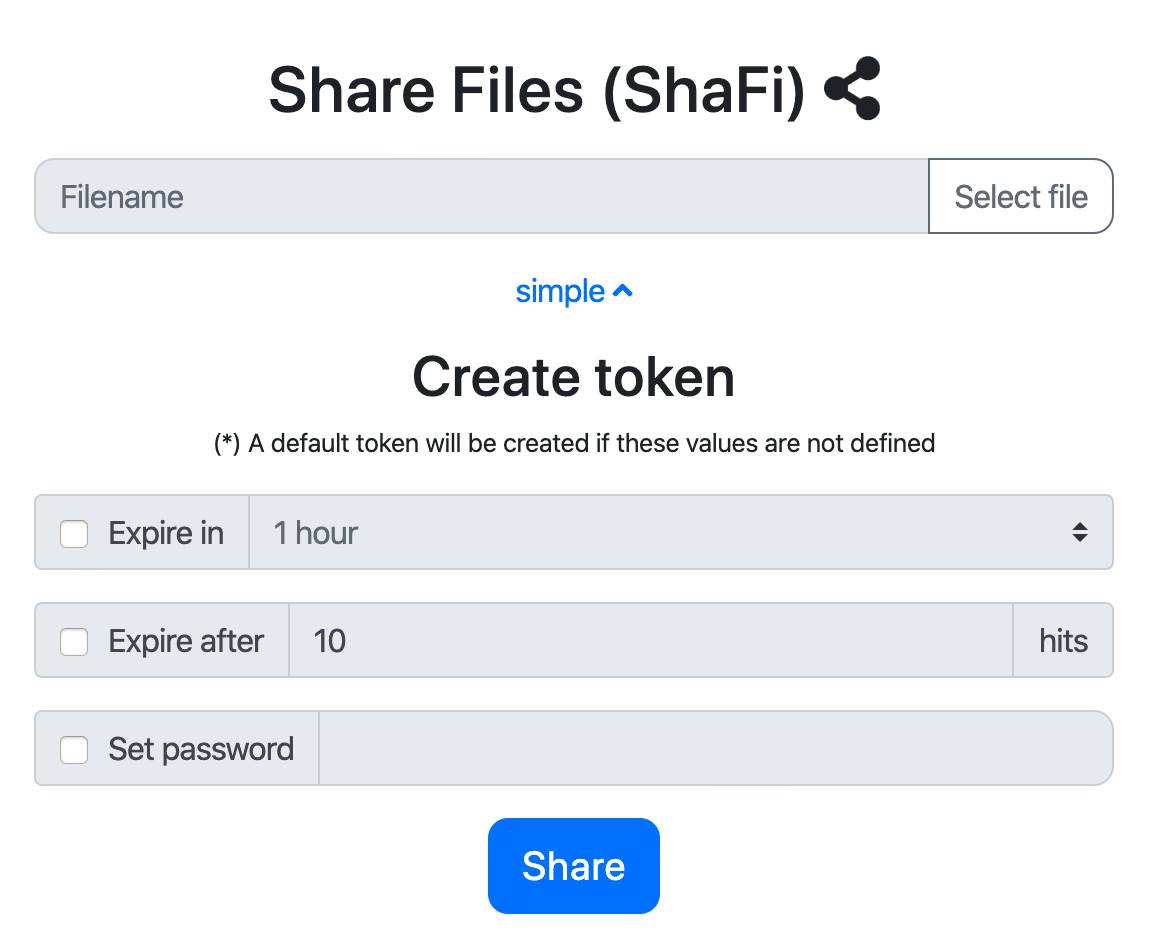 Share Files (ShaFi)
Filename Select file
simple
Create token
(*) A default token will be created if these values are not defined
Expire in 1 hour
Expire after 10 hits
Set password
Share